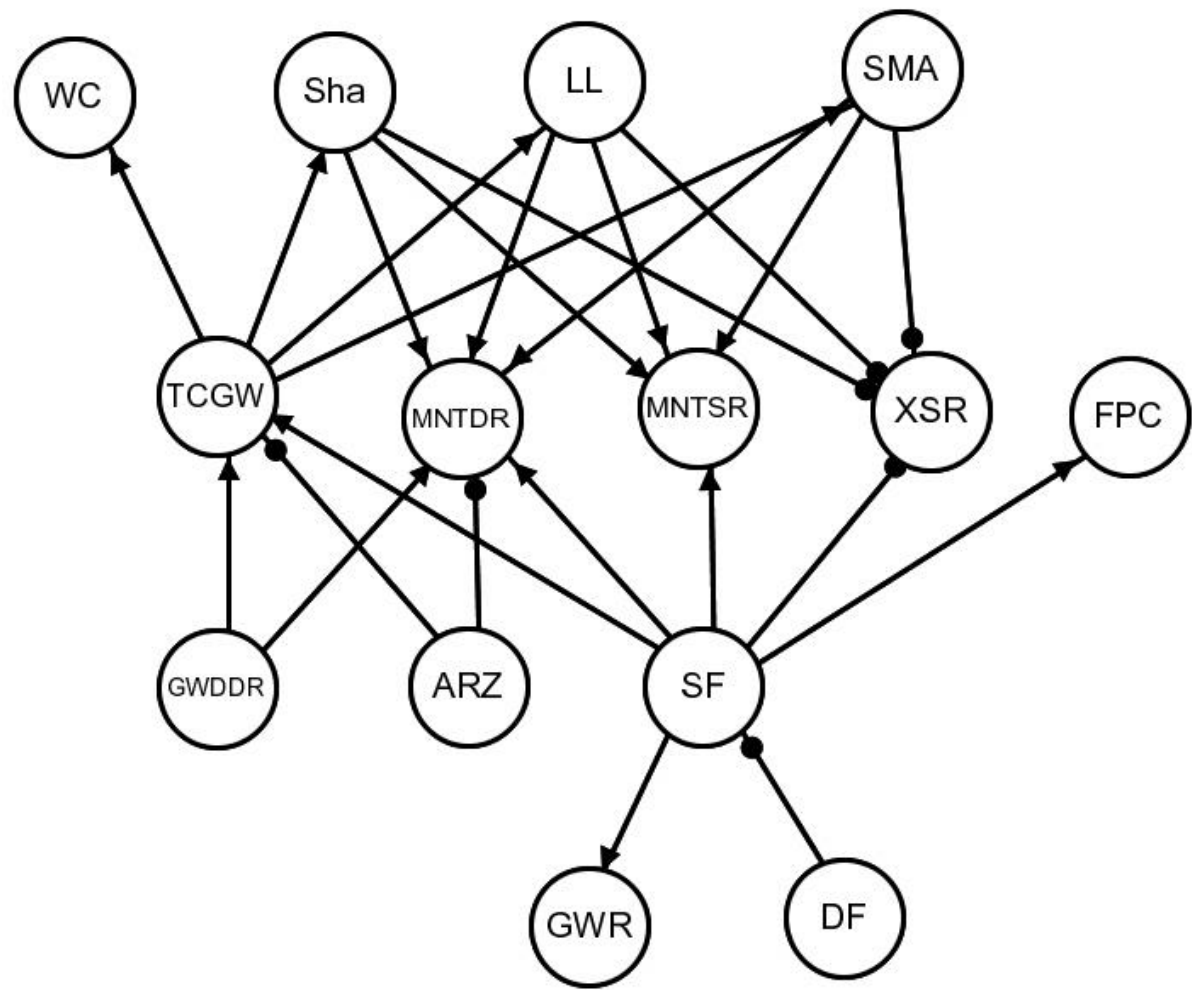 WC
Sha
LL
SMA
TCGW
MNTDR
MNTSR
XSR
FPC
GWDDR
ARZ
SF
GWR
DF